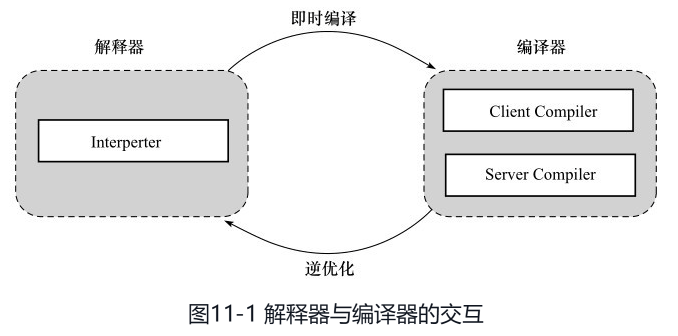 即时编译
解释器
编译器
Interperter
Client Compiler
Server Compiler
逆优化
图11-1 解释器与编译器的交互